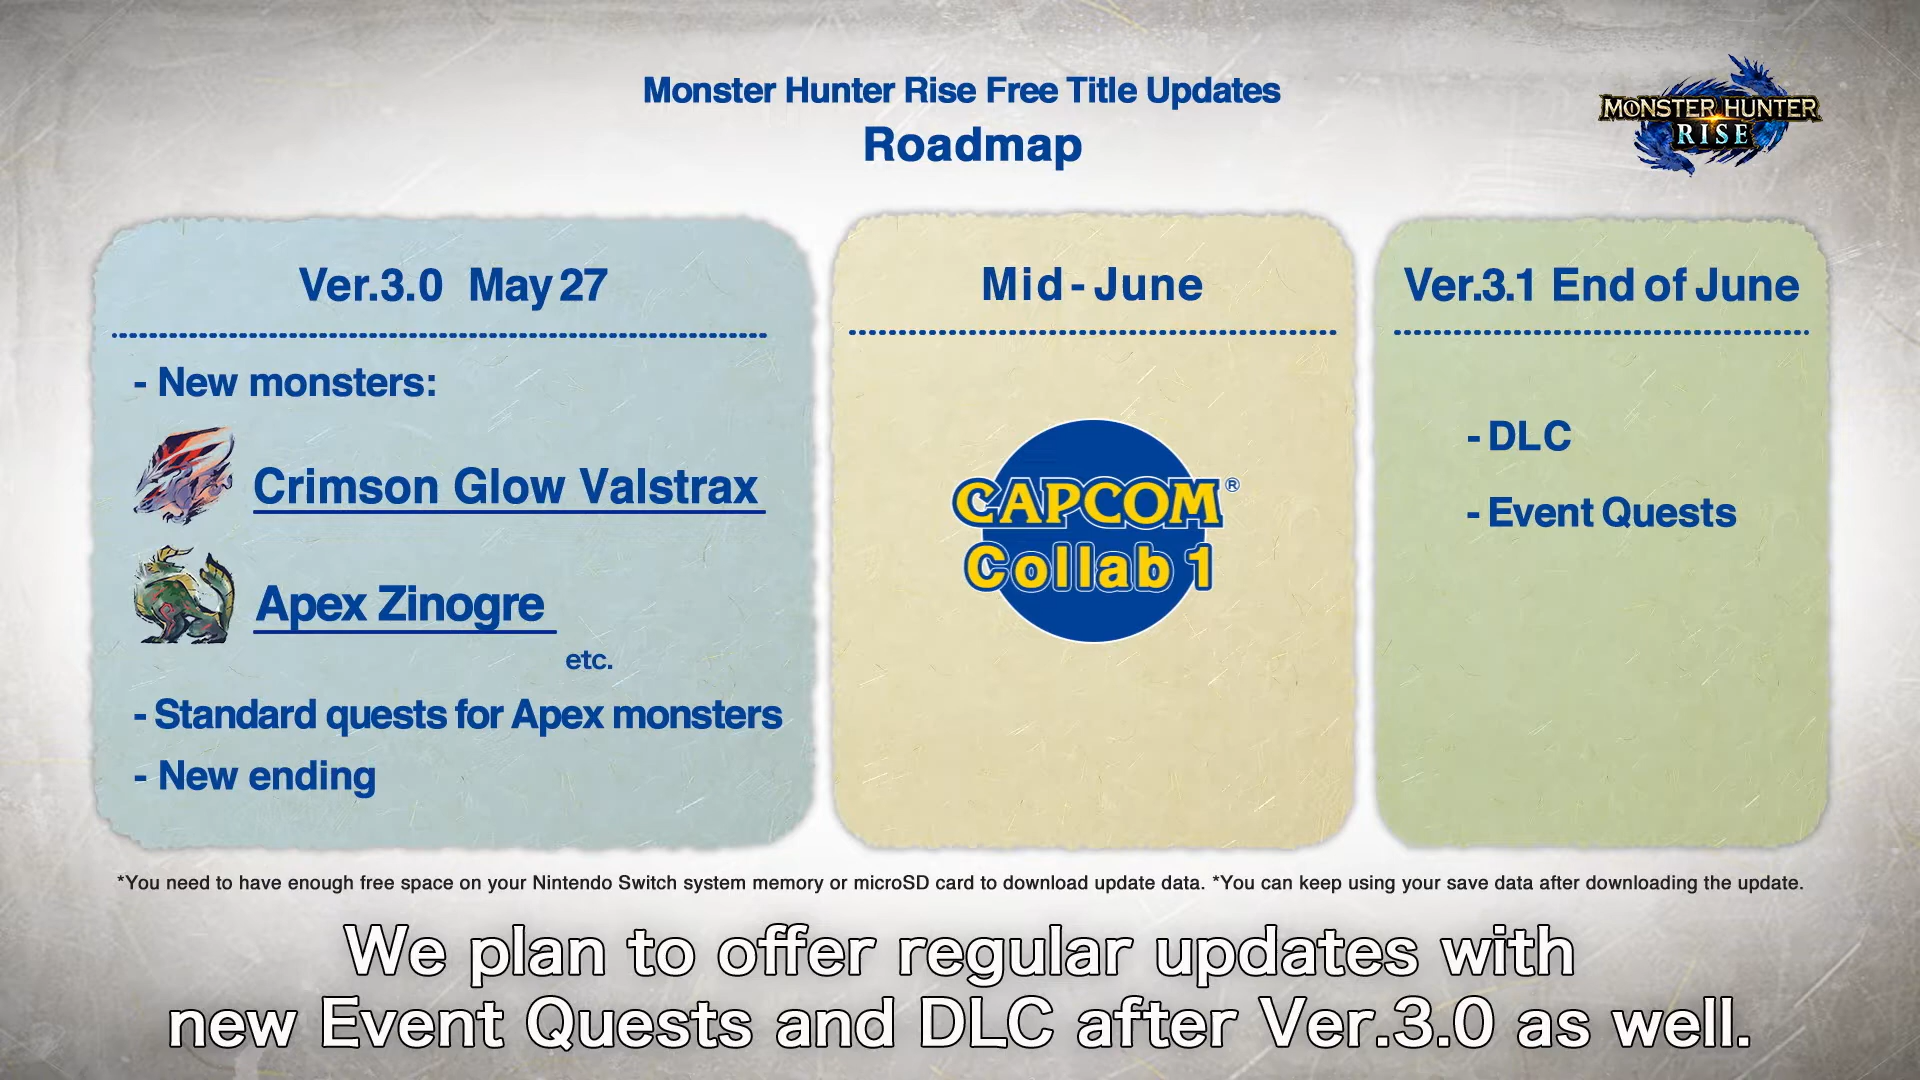 Monster Hunter Rise Free Title Updates
Roadmap
MONSTER HUNTER
RISE
Ver.3.0 May 27
- New monsters:
Crimson Glow Valstrax
Apex Zinogre
etc.
- Standard quests for Apex monsters
- New ending
Mid-June
CAPCOM®
Collab 1
Ver.3.1 End of June
- DLC
- Event Quests
*You need to have enough free space on your Nintendo Switch system memory or microSD card to download update data. *You can keep using your save data after downloading the update.
We plan to offer regular updates with
new Event Quests and DLC after Ver.3.0 as well.